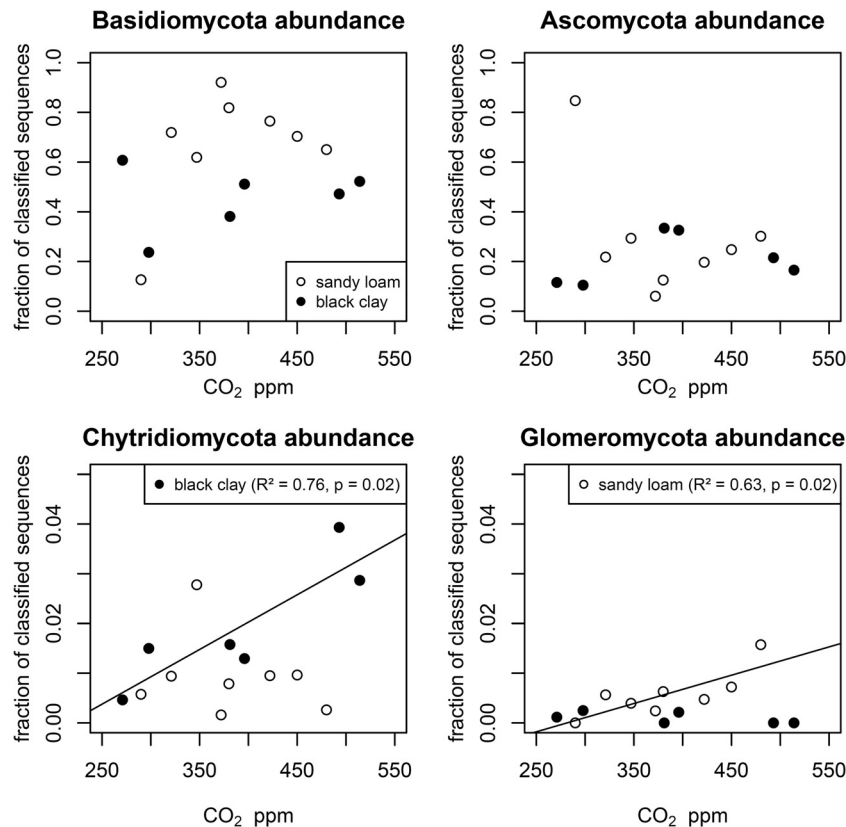 Basidiomycota abundance
fraction of classified sequences
1.0
0.8
0.6
0.4
0.2
0.0
sandy loam
black clay
250
350
450
550
CO₂ ppm
Ascomycota abundance
fraction of classified sequences
1.0
0.8
0.6
0.4
0.2
0.0
250
350
450
550
CO₂ ppm
Chytridiomycota abundance
fraction of classified sequences
black clay (R² = 0.76, p = 0.02)
0.04
0.02
0.00
250
350
450
550
CO₂ ppm
Glomeromycota abundance
fraction of classified sequences
sandy loam (R² = 0.63, p = 0.02)
0.04
0.02
0.00
250
350
450
550
CO₂ ppm